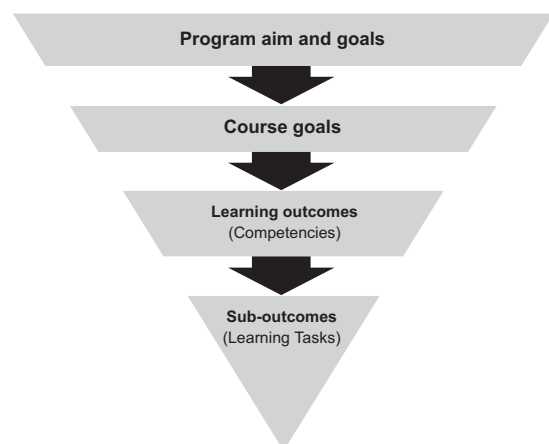 Program aim and goals
Course goals
Learning outcomes
(Competencies)
Sub-outcomes
(Learning Tasks)